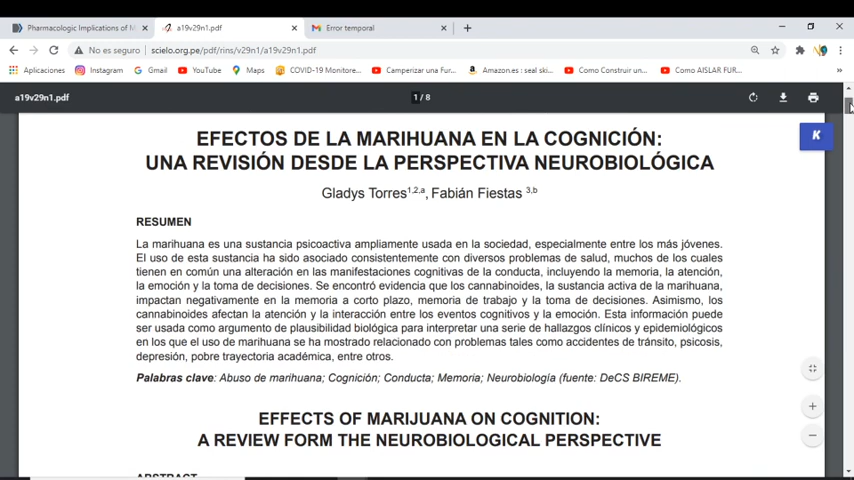 Pharmacologic Implications of M
a19v29n1.pdf
Error temporal
No es seguro
scielo.org.pe/pdf/rins/v29n1/a19v29n1.pdf
Aplicaciones
Instagram
Gmail
YouTube
Maps
COVID-19 Monitore...
Camperizar una Fur...
Amazon.es : seal skin...
Como Construir un...
Como AISLAR FUR...
a19v29n1.pdf
1 / 8
EFECTOS DE LA MARIHUANA EN LA COGNICIÓN:
UNA REVISIÓN DESDE LA PERSPECTIVA NEUROBIOLÓGICA
K
Gladys Torres1,2,a, Fabián Fiestas 3,b
RESUMEN
La marihuana es una sustancia psicoactiva ampliamente usada en la sociedad, especialmente entre los más jóvenes.
El uso de esta sustancia ha sido asociado consistentemente con diversos problemas de salud, muchos de los cuales
tienen en común una alteración en las manifestaciones cognitivas de la conducta, incluyendo la memoria, la atención,
la emoción y la toma de decisiones. Se encontró evidencia que los cannabinoides, la sustancia activa de la marihuana,
impactan negativamente en la memoria a corto plazo, memoria de trabajo y la toma de decisiones. Asimismo, los
cannabinoides afectan la atención y la interacción entre los eventos cognitivos y la emoción. Esta información puede
ser usada como argumento de plausibilidad biológica para interpretar una serie de hallazgos clínicos y epidemiológicos
en los que el uso de marihuana se ha mostrado relacionado con problemas tales como accidentes de tránsito, psicosis,
depresión, pobre trayectoria académica, entre otros.
Palabras clave: Abuso de marihuana; Cognición; Conducta; Memoria; Neurobiología (fuente: DeCS BIREME).
EFFECTS OF MARIJUANA ON COGNITION:
A REVIEW FORM THE NEUROBIOLOGICAL PERSPECTIVE
ABSTRACT